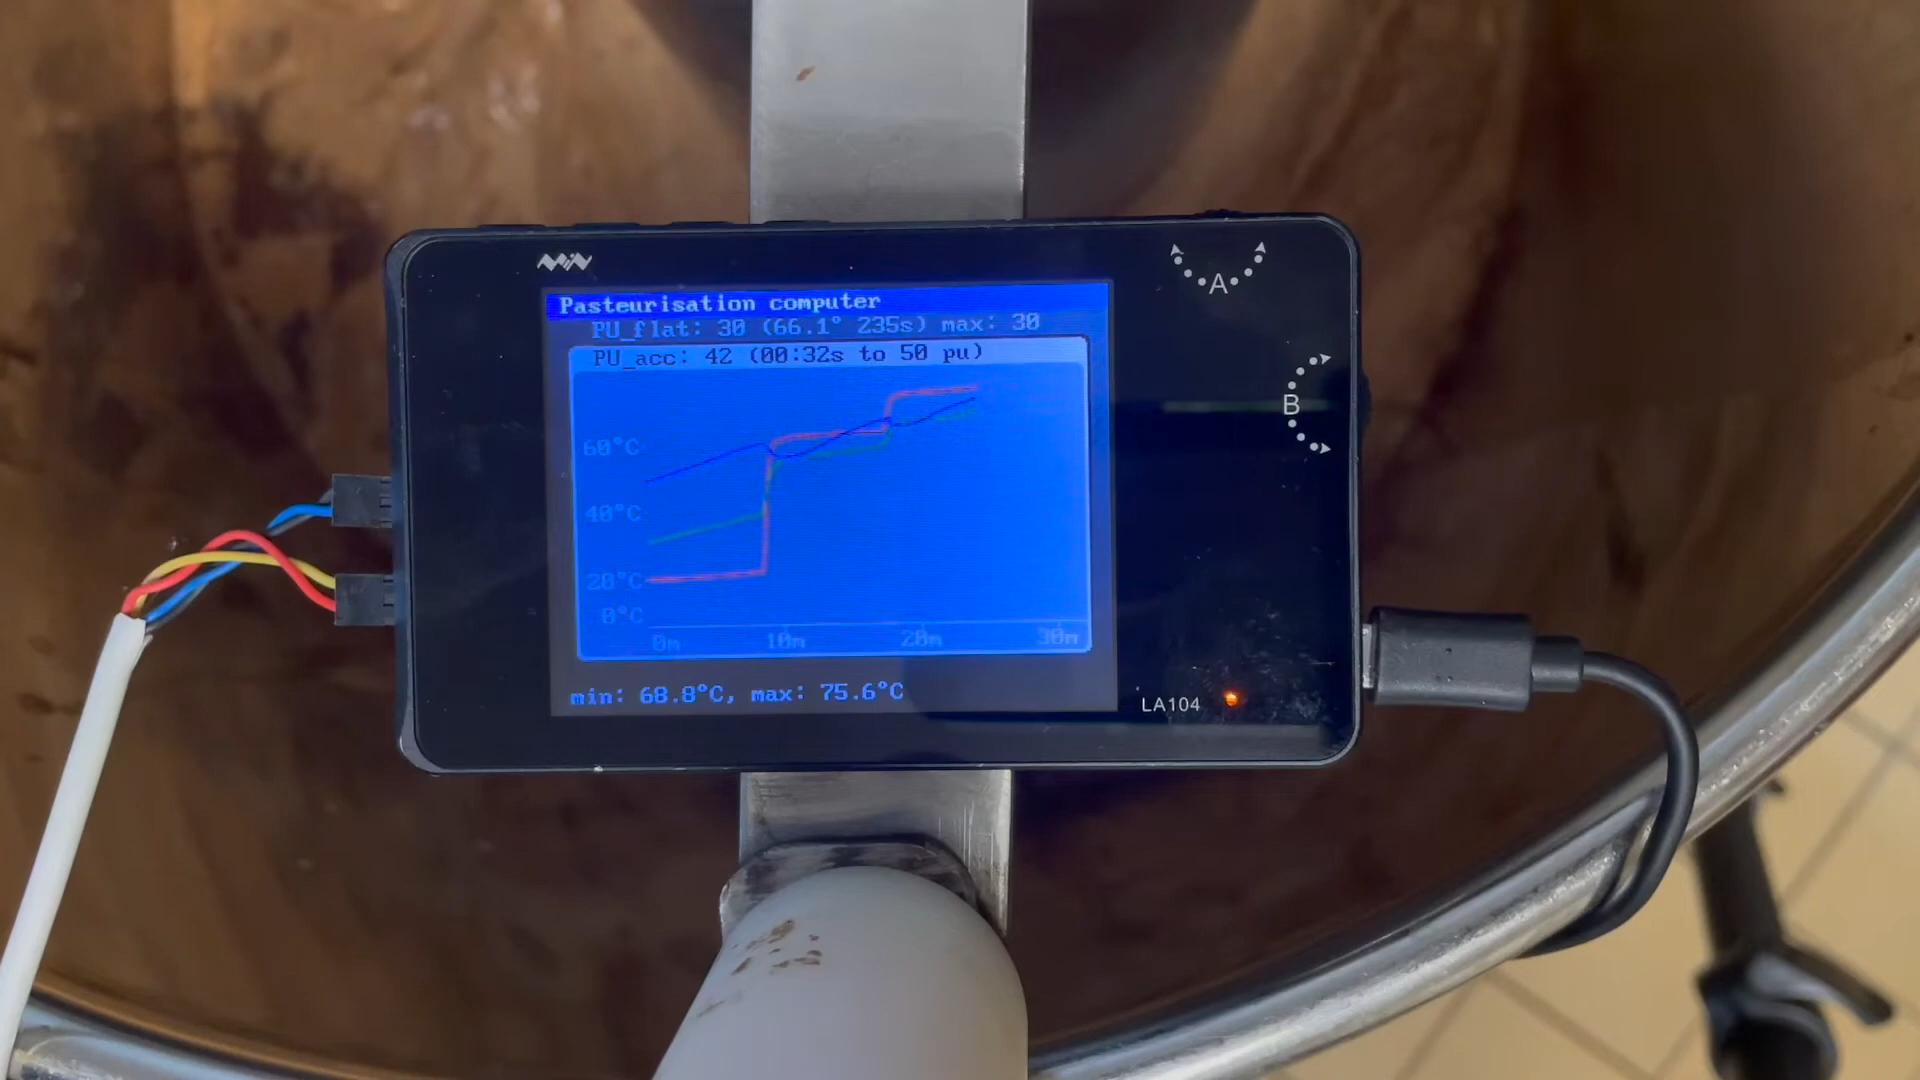 MiNi
A
Pasteurisation computer
PU_flat: 30 (66.1° 235s) max: 30
PU_acc: 42 (00:32s to 50 pu)
B
60°C
40°C
20°C
0°C
0m 10m 20m 30m
min: 68.8°C, max: 75.6°C
LA104